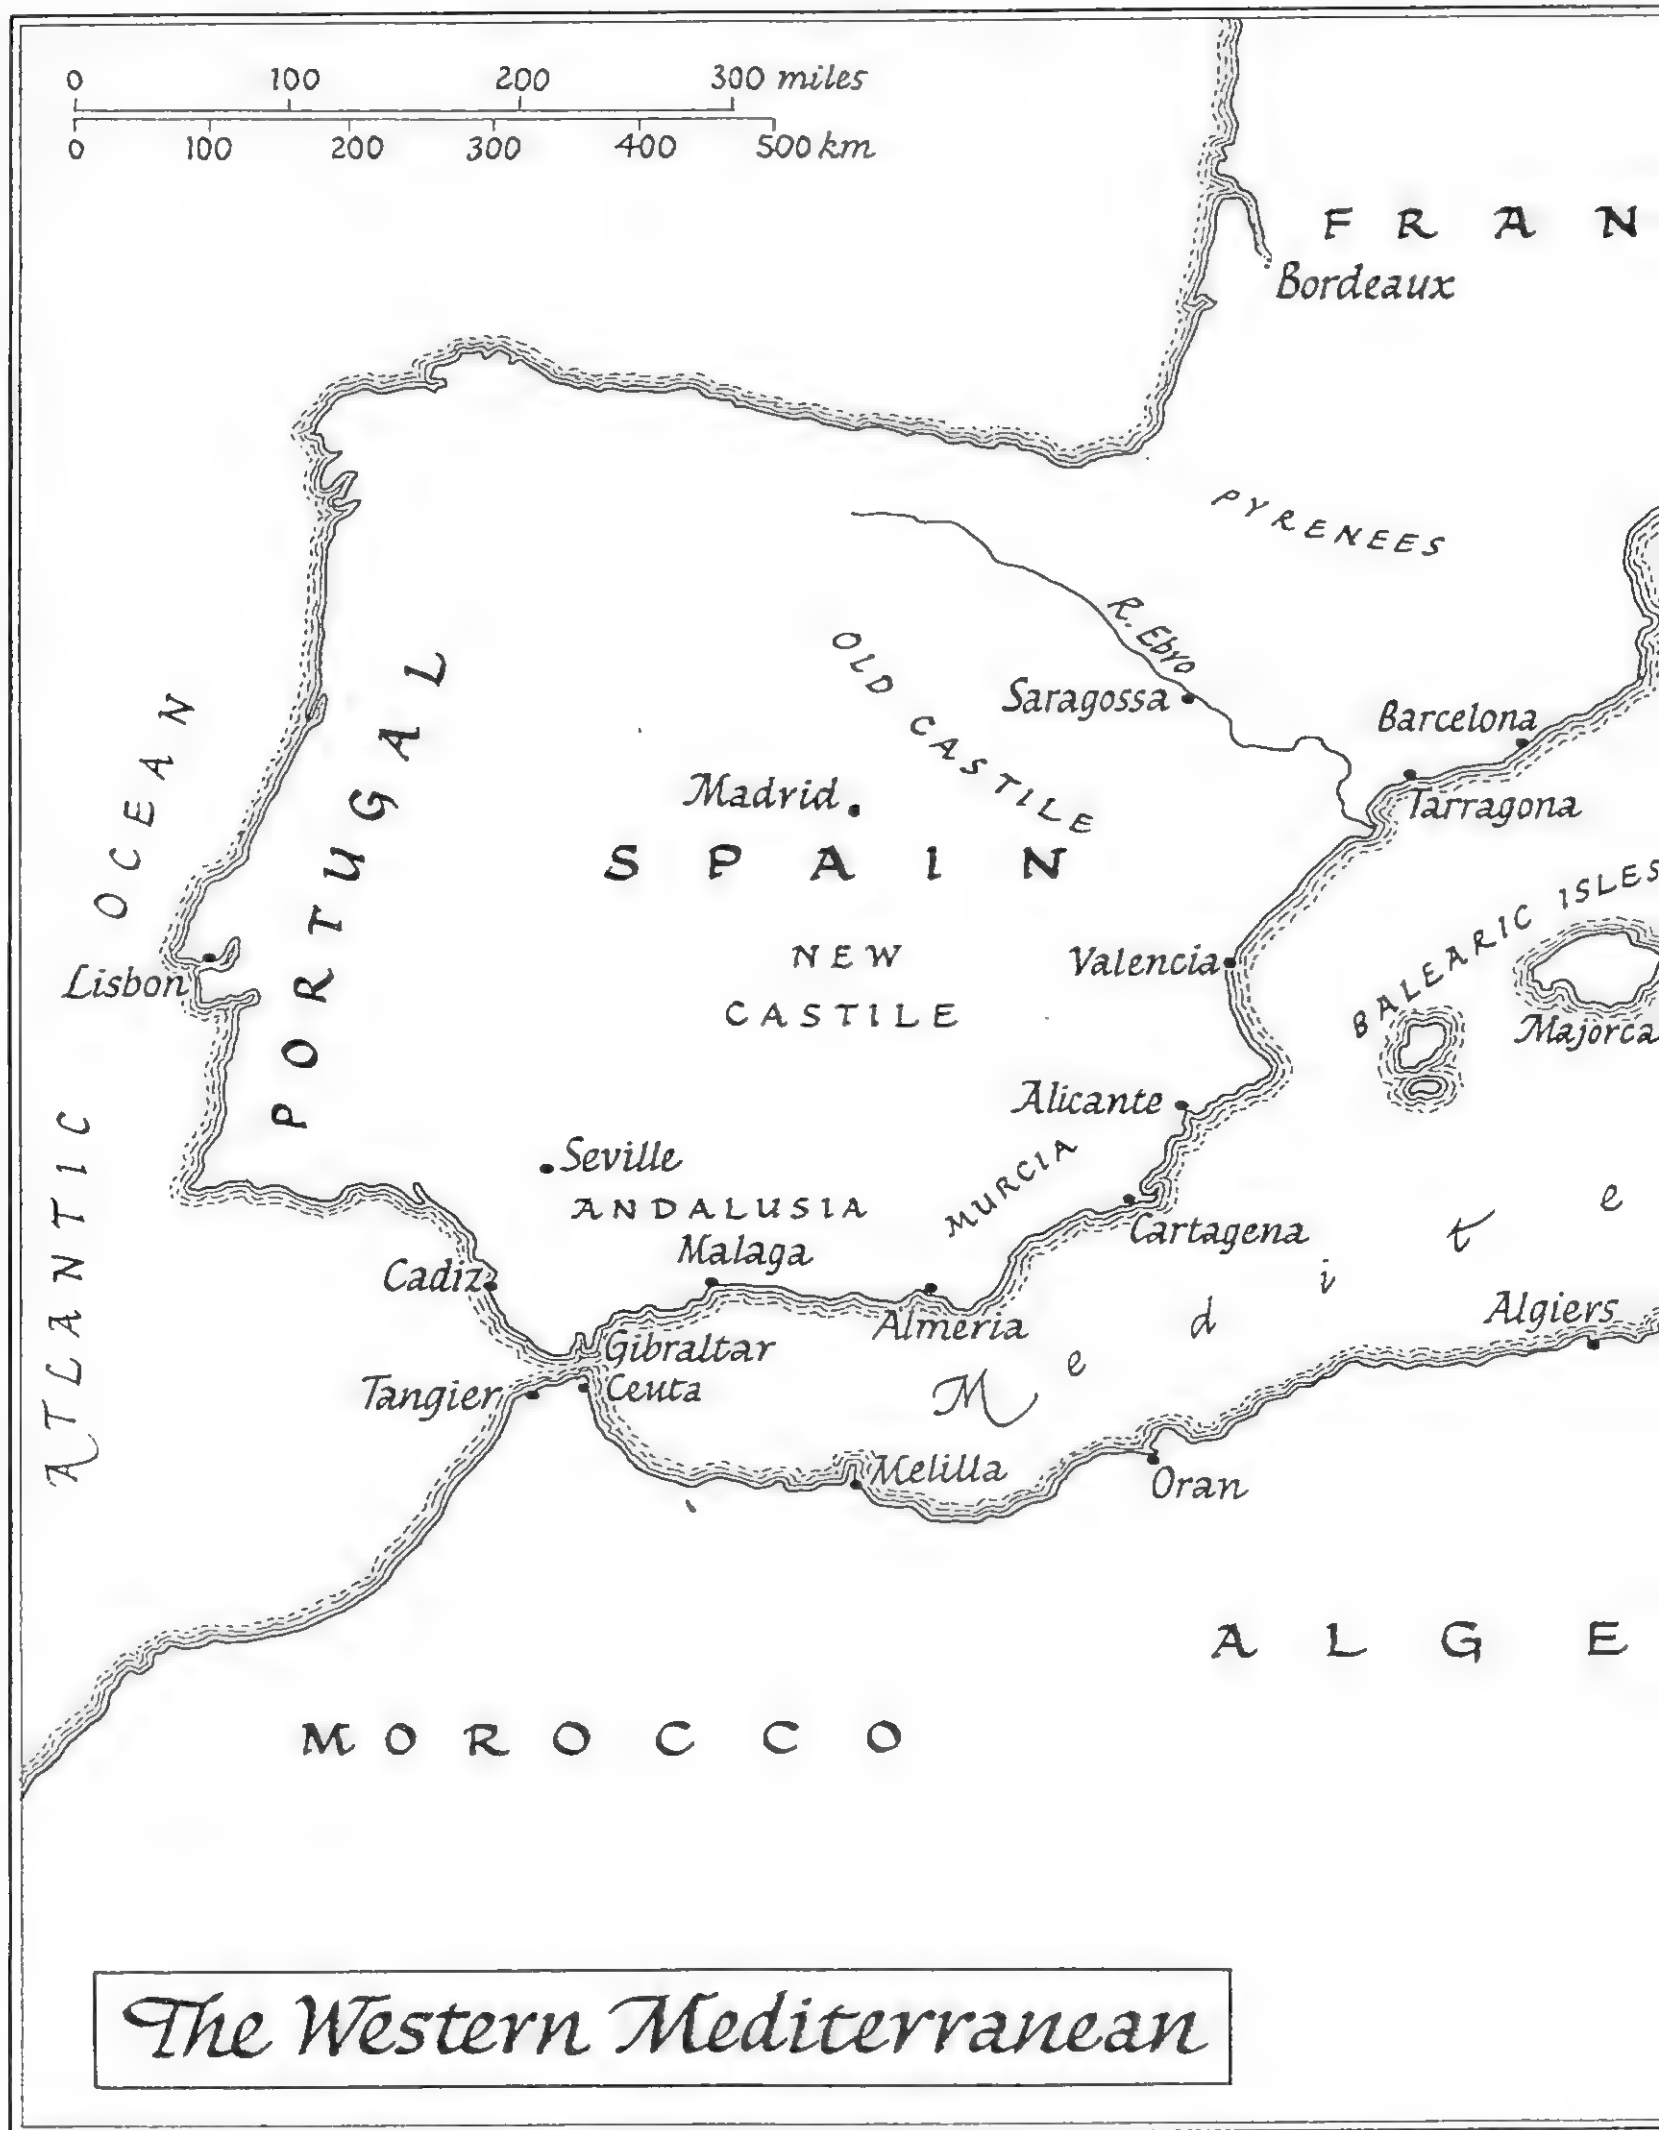 0 100 200 300 miles
0 100 200 300 400 500 km
F R A N
Bordeaux
PYRENEES
R. Ebro
OLD CASTILE
Saragossa
Barcelona
Tarragona
Madrid
SPAIN
PORTUGAL
ATLANTIC OCEAN
NEW
CASTILE
Valencia
BALEARIC ISLES
Majorca
Lisbon
Alicante
Seville
ANDALUSIA
MURCIA
Cartagena
Malaga
Cadiz
Almeria
Gibraltar
Ceuta
Tangier
M e d i t e
Algiers
Melilla
Oran
A L G E
MOROCCO
The Western Mediterranean